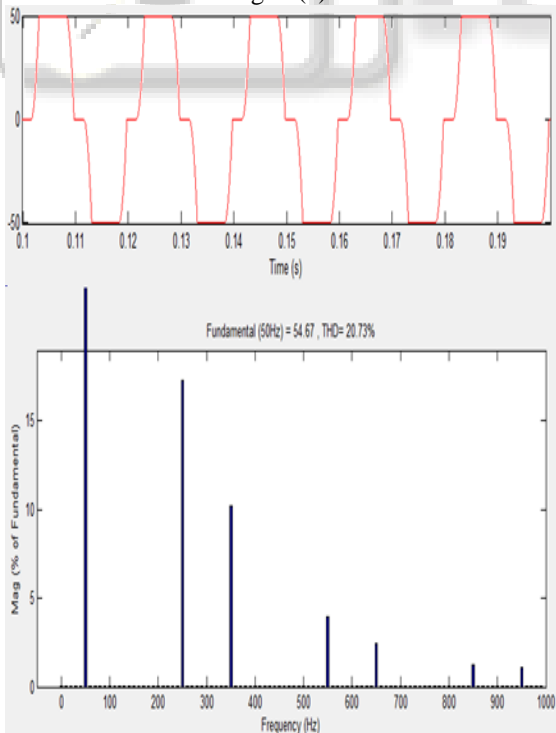 50
0
-50
0.1 0.11 0.12 0.13 0.14 0.15 0.16 0.17 0.18 0.19
Time (s)
Fundamental (50Hz) = 54.67 , THD= 20.73%
Mag (% of Fundamental)
15
10
5
0
0 100 200 300 400 500 600 700 800 900 1000
Frequency (Hz)